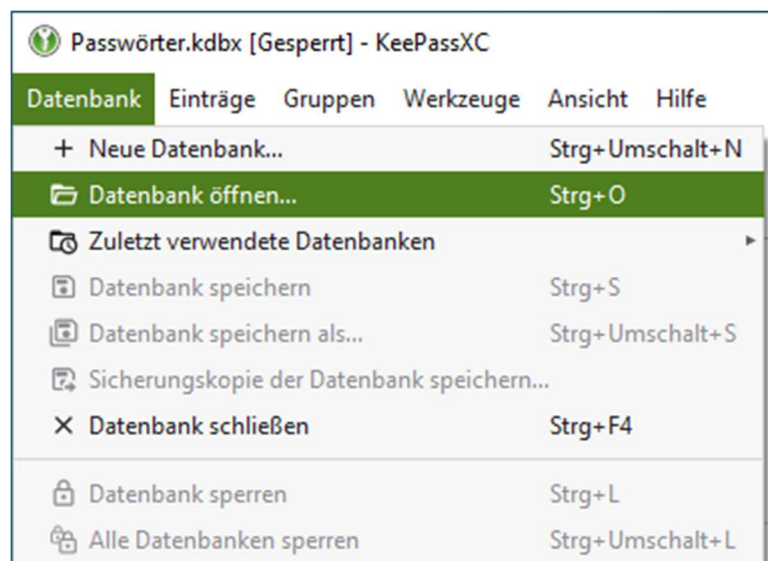 Passwörter.kdbx [Gesperrt] - KeePassXC
Datenbank Einträge Gruppen Werkzeuge Ansicht Hilfe
Neue Datenbank... Strg+Umschalt+N
Datenbank öffnen... Strg+O
Zuletzt verwendete Datenbanken
Datenbank speichern Strg+S
Datenbank speichern als... Strg+Umschalt+S
Sicherungskopie der Datenbank speichern...
Datenbank schließen Strg+F4
Datenbank sperren Strg+L
Alle Datenbanken sperren Strg+Umschalt+L